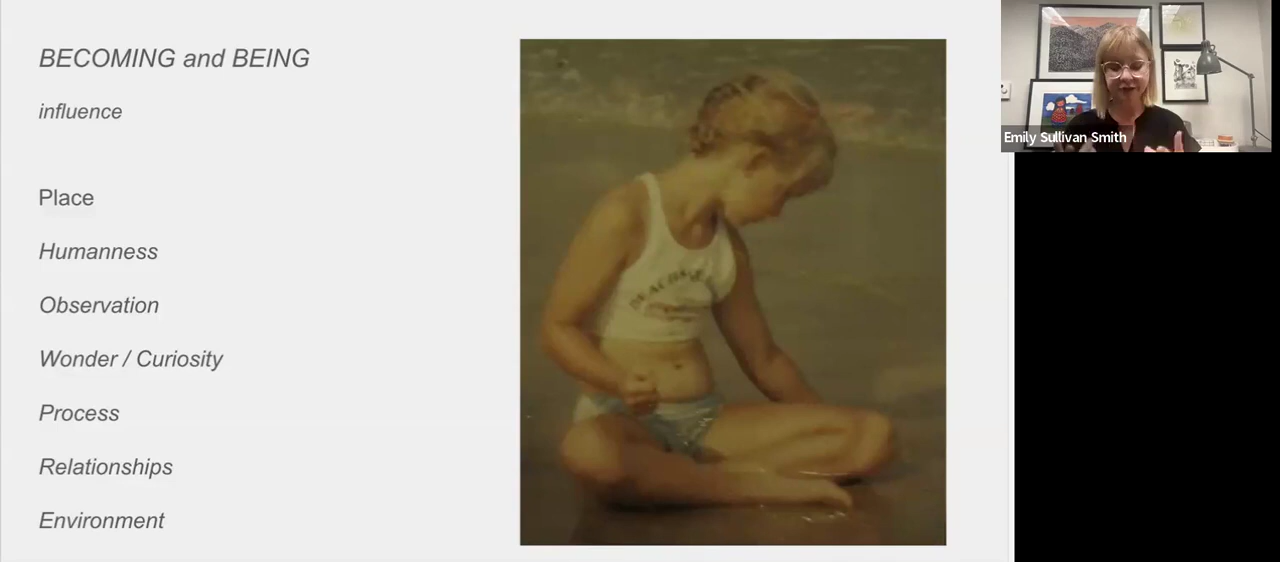 BECOMING and BEING
influence
Place
Humanness
Observation
Wonder / Curiosity
Process
Relationships
Environment
Emily Sullivan Smith